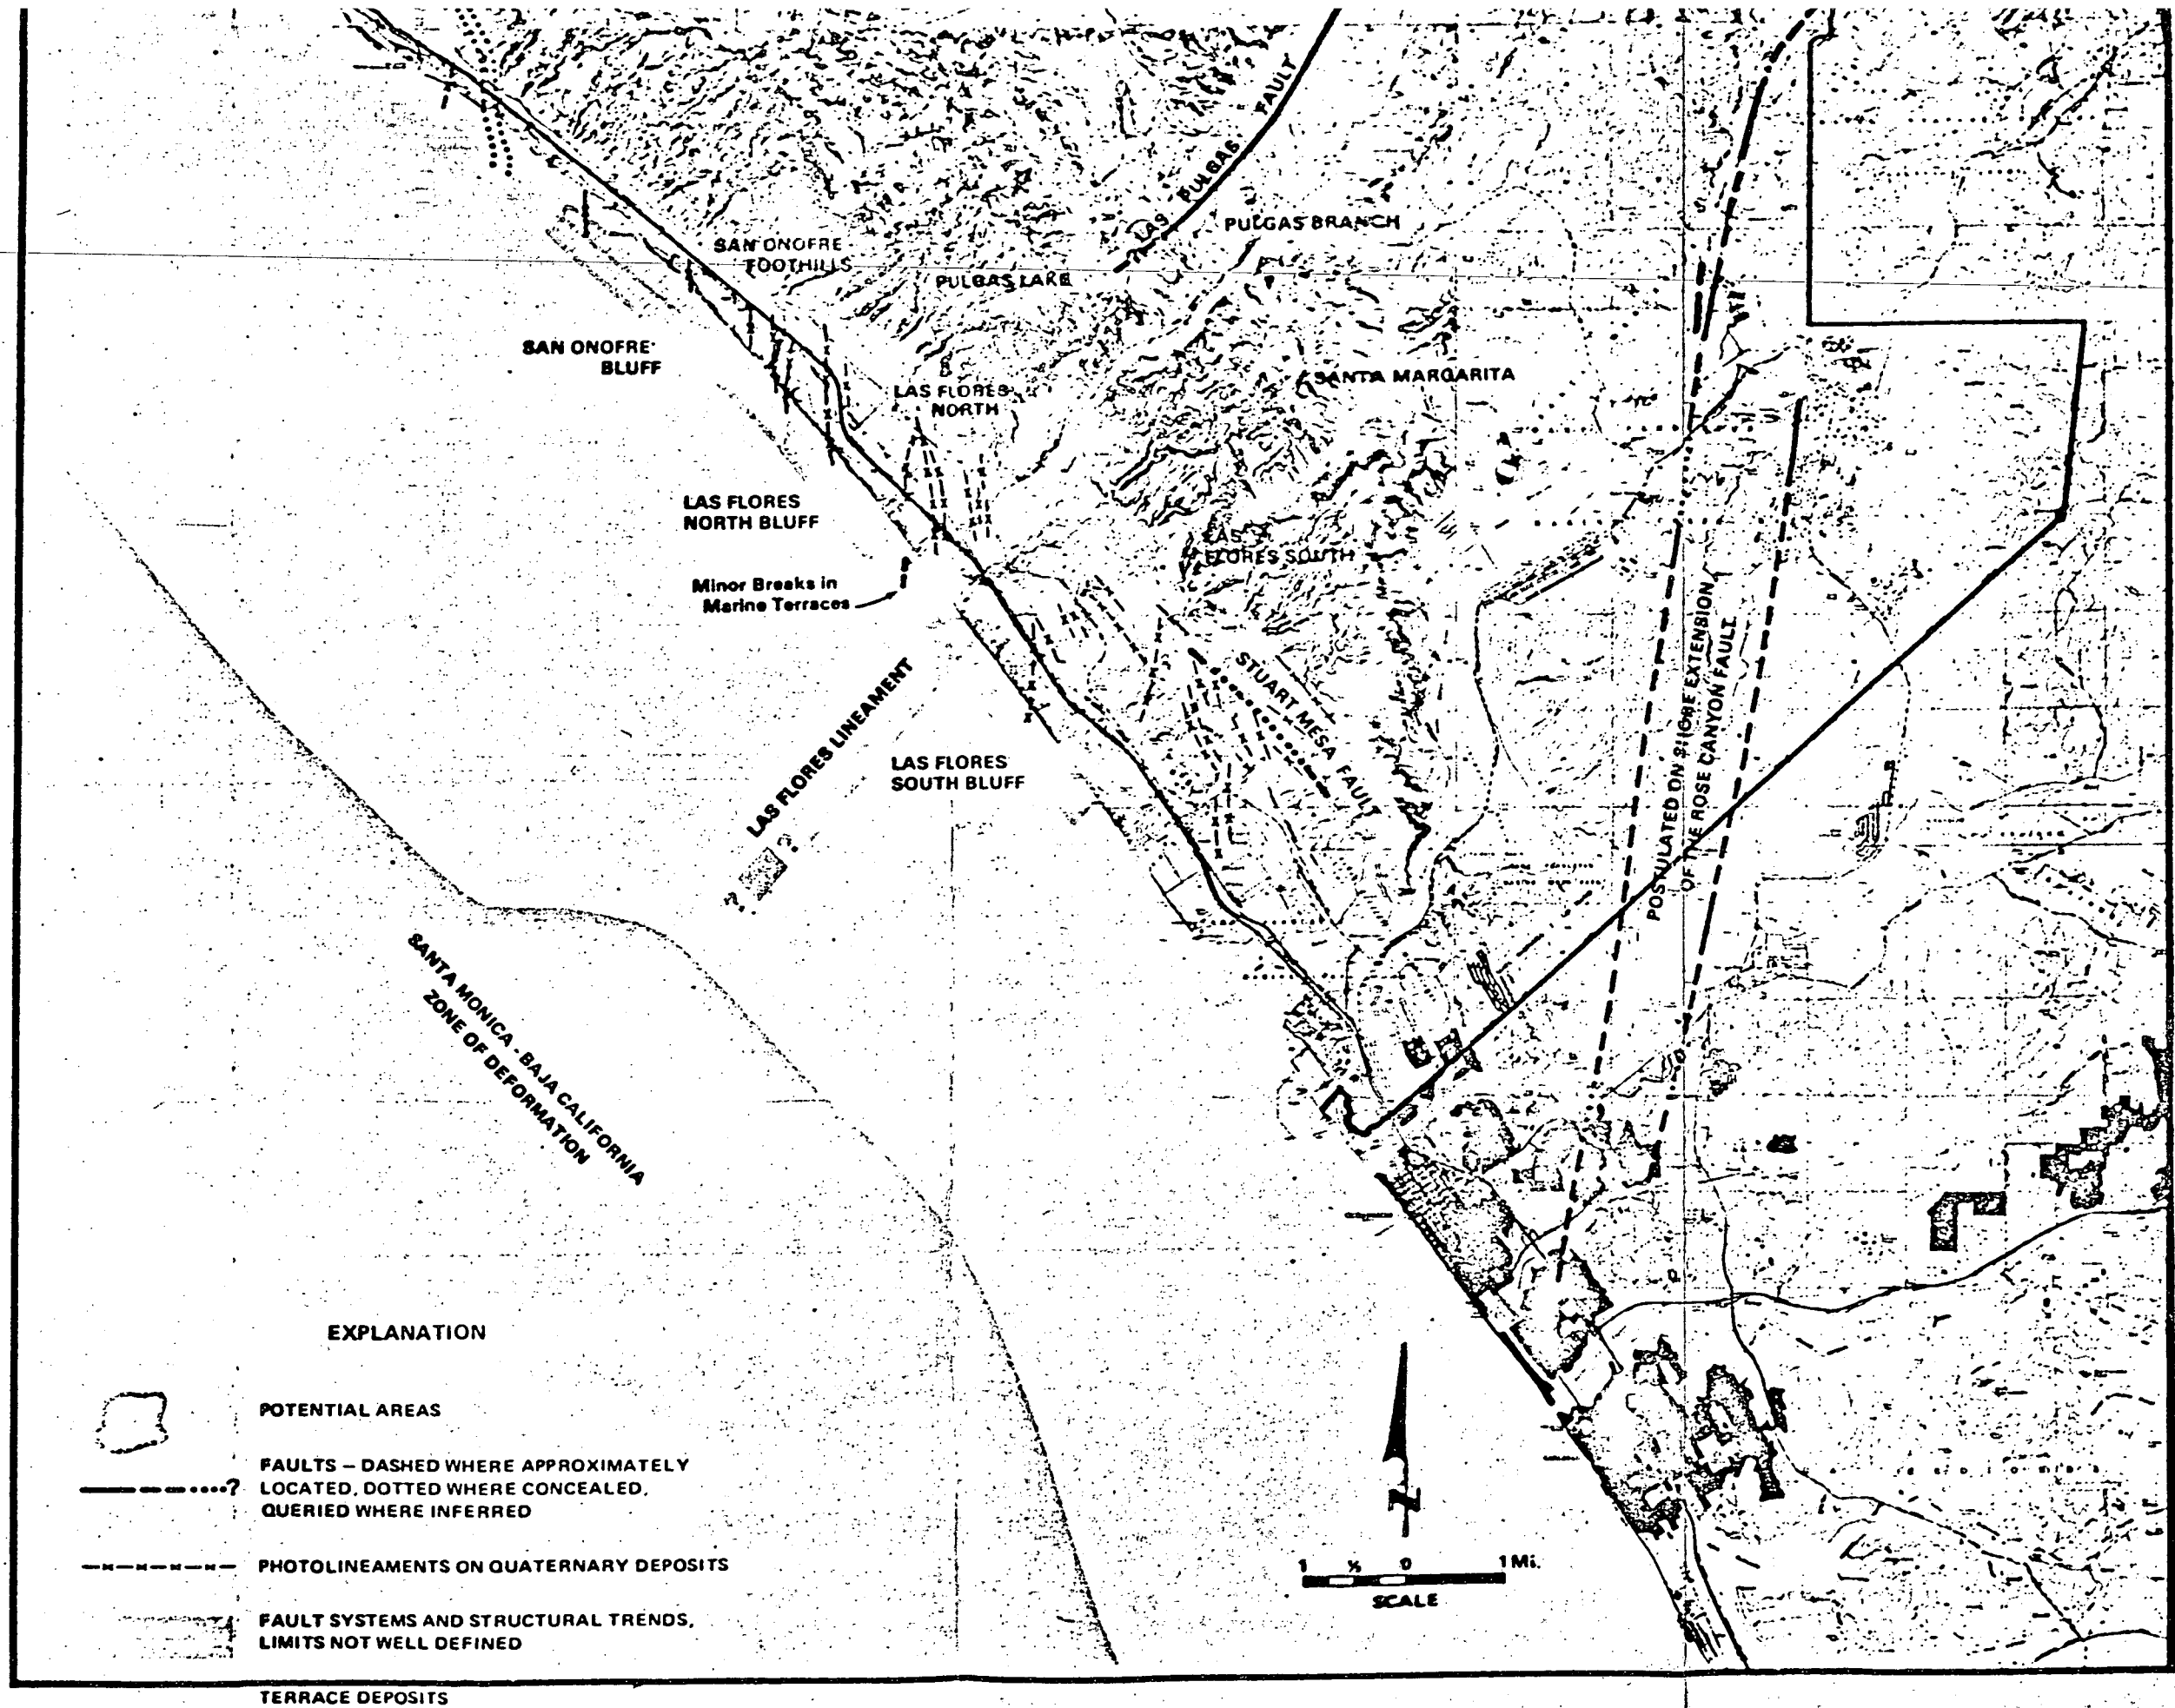 LAS PULGAS FAULT
PULGAS BRANCH
SAN ONOFRE
FOOTHILLS
PULGAS LAKE
SAN ONOFRE
BLUFF
LAS FLORES
NORTH
SANTA MARGARITA
LAS FLORES
NORTH BLUFF
LAS
FLORES SOUTH
Minor Breaks in
Marine Terraces
STUART MESA FAULT
POSTULATED ON SHORE EXTENSION
OF THE ROSE CANYON FAULT
LAS FLORES LINEAMENT
LAS FLORES
SOUTH BLUFF
?
?
SANTA MONICA - BAJA CALIFORNIA
ZONE OF DEFORMATION
EXPLANATION
POTENTIAL AREAS
FAULTS – DASHED WHERE APPROXIMATELY
? LOCATED, DOTTED WHERE CONCEALED,
QUERIED WHERE INFERRED
PHOTOLINEAMENTS ON QUATERNARY DEPOSITS
FAULT SYSTEMS AND STRUCTURAL TRENDS,
LIMITS NOT WELL DEFINED
TERRACE DEPOSITS
N
1 ½ 0 1 Mi.
SCALE